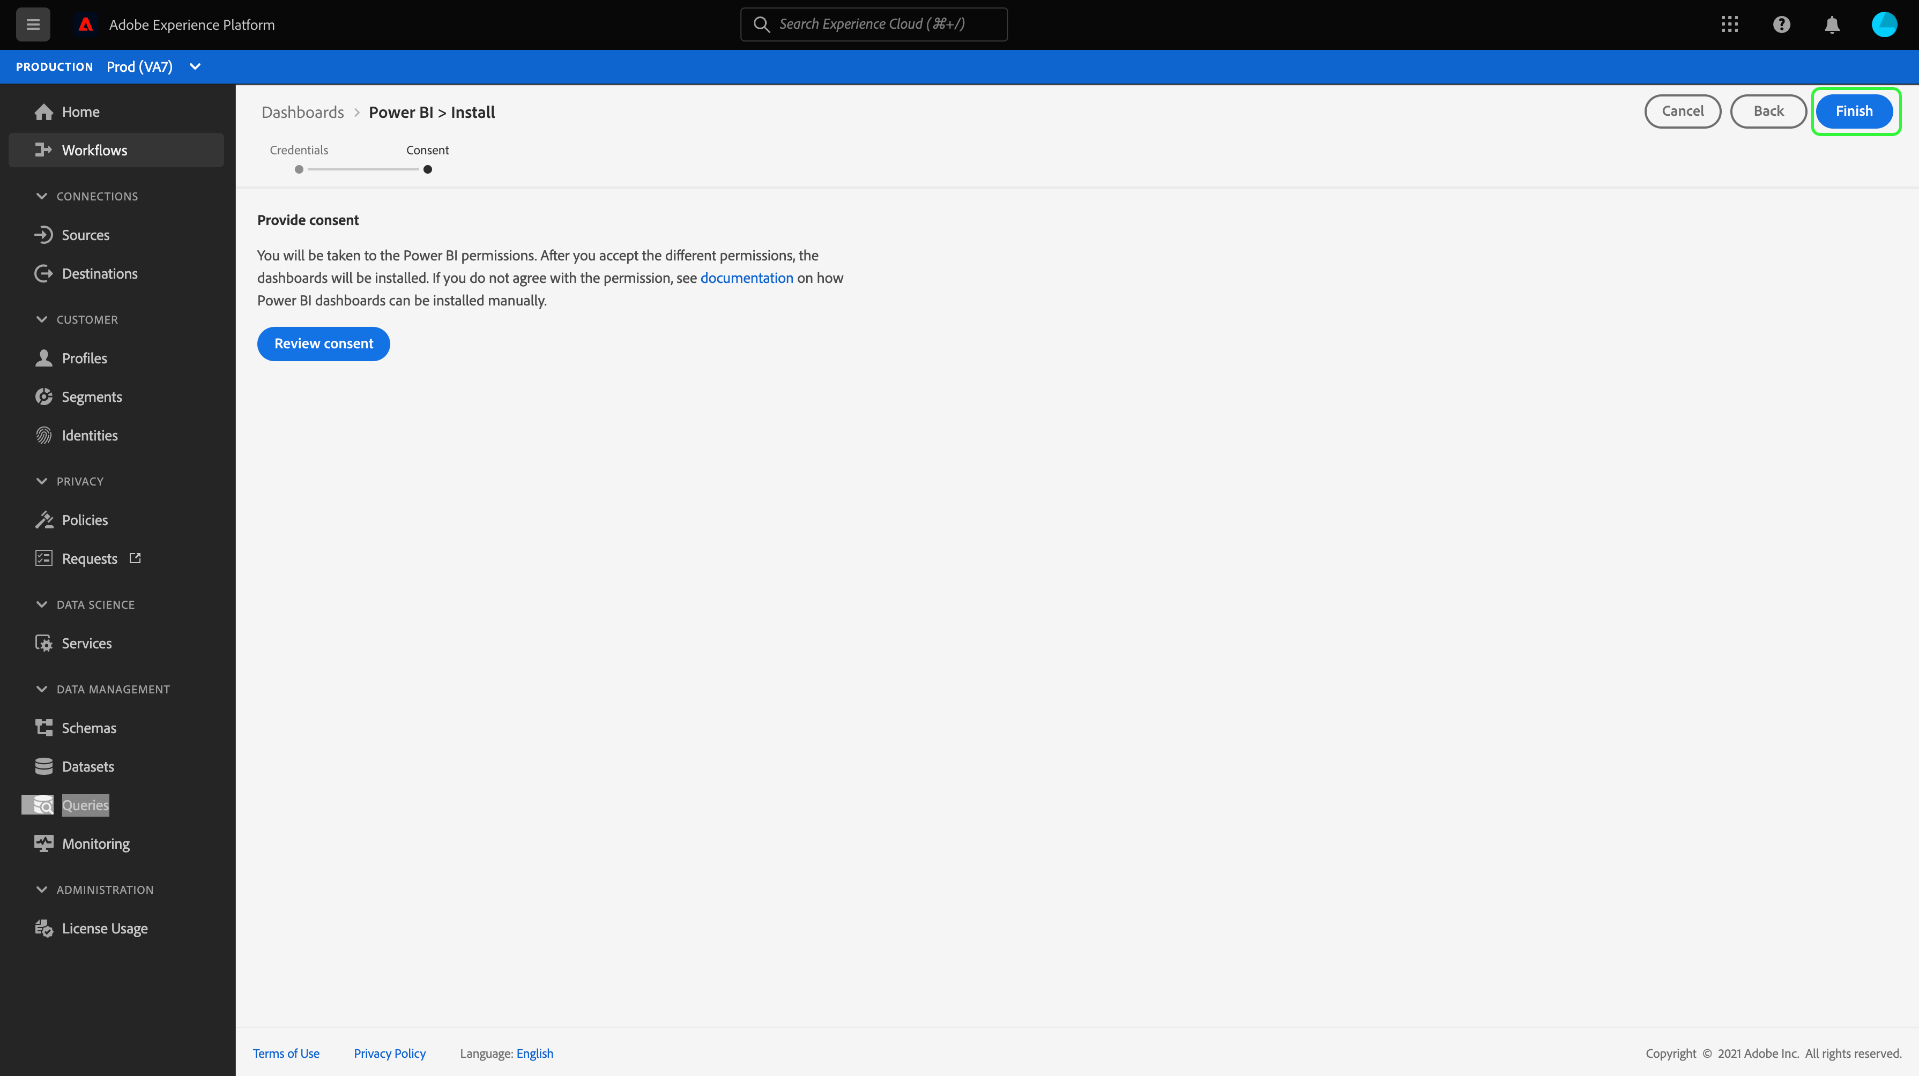 Adobe Experience Platform
Search Experience Cloud (⌘+/)
PRODUCTION Prod (VA7)
Home
Workflows
CONNECTIONS
Sources
Destinations
CUSTOMER
Profiles
Segments
Identities
PRIVACY
Policies
Requests
DATA SCIENCE
Services
DATA MANAGEMENT
Schemas
Datasets
Queries
Monitoring
ADMINISTRATION
License Usage
Dashboards > Power BI > Install
Cancel
Back
Finish
Credentials
Consent
Provide consent
You will be taken to the Power BI permissions. After you accept the different permissions, the
dashboards will be installed. If you do not agree with the permission, see documentation on how
Power BI dashboards can be installed manually.
Review consent
Terms of Use
Privacy Policy
Language: English
Copyright © 2021 Adobe Inc. All rights reserved.